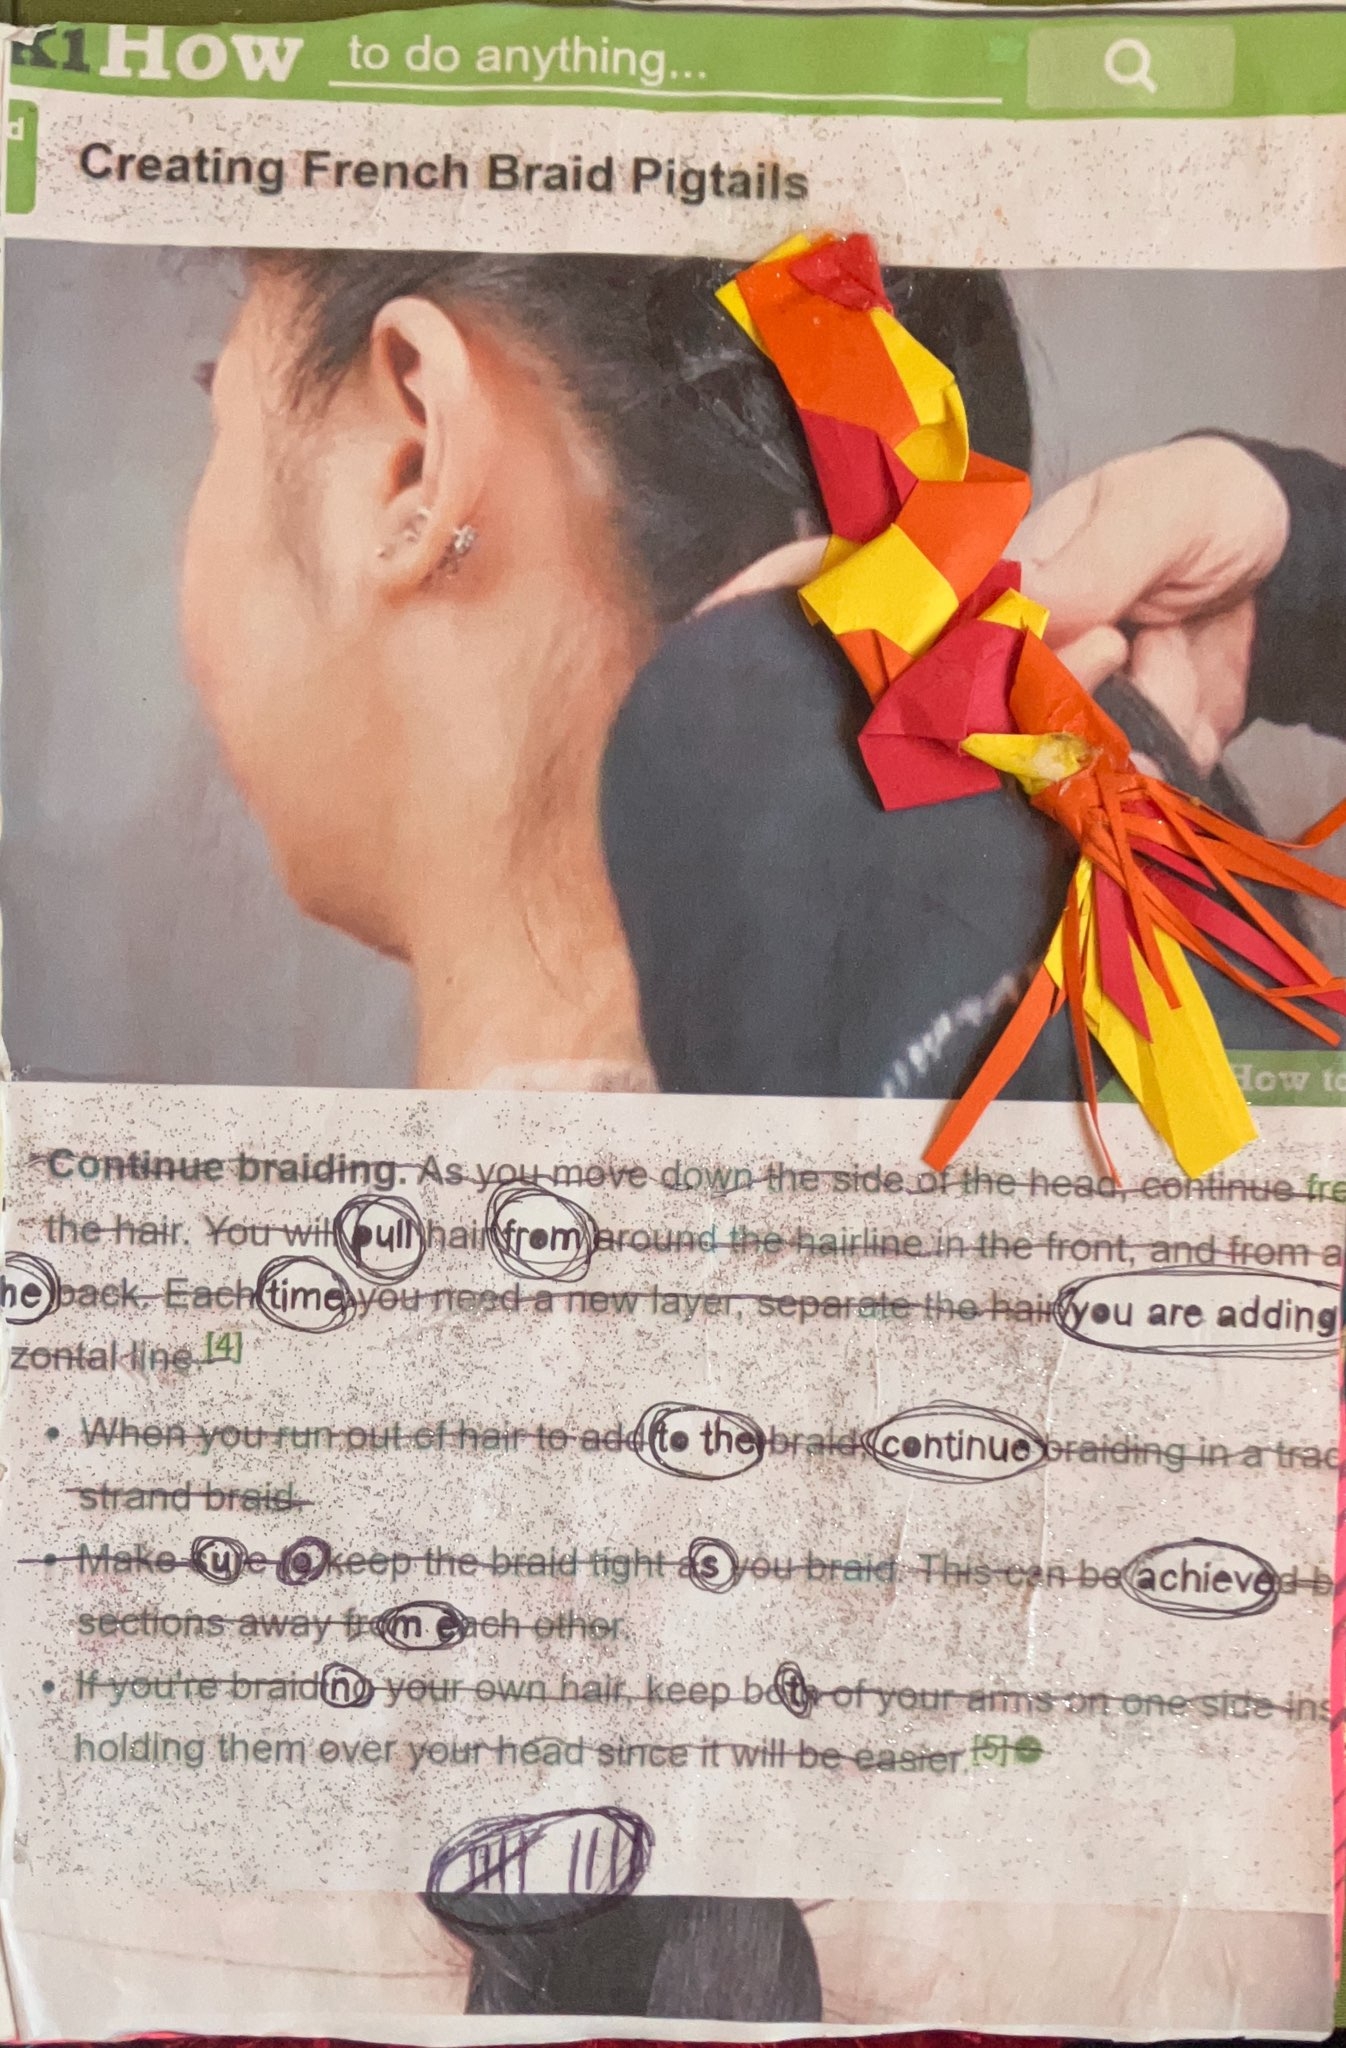 K1How to do anything...
d
Creating French Braid Pigtails
How to
Continue braiding. As you move down the side of the head, continue fre
the hair. You will pull hair from around the hairline in the front, and from a
he back. Each time you need a new layer, separate the hair you are adding
zontal line.[4]
• When you run out of hair to add to the braid, continue braiding in a trad
strand braid.
• Make sure to keep the braid tight as you braid. This can be achieved b
sections away from each other.
• If you're braiding your own hair, keep both of your arms on one side ins
holding them over your head since it will be easier.[5]